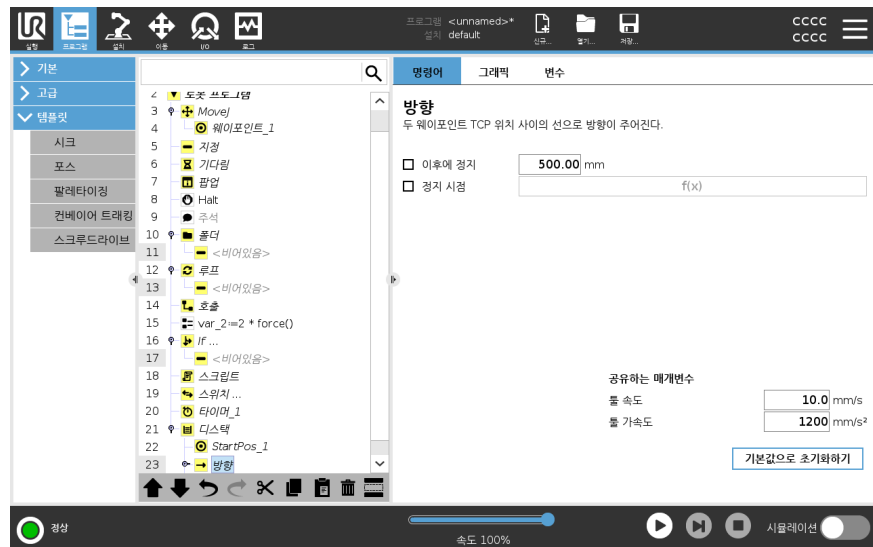 프로그램 <unnamed>*
설치 default
실행 프로그램 설치 이동 I/O 로그
신규... 열기... 저장...
cccc
cccc
기본
고급
템플릿
시크
포스
팔레타이징
컨베이어 트래킹
스크루드라이브
2 로봇 프로그램
3 MoveJ
4 웨이포인트_1
5 지정
6 기다림
7 팝업
8 Halt
9 주석
10 폴더
11 <비어있음>
12 루프
13 <비어있음>
14 호출
15 var_2≔2 * force()
16 If ...
17 <비어있음>
18 스크립트
19 스위치 ...
20 타이머_1
21 디스택
22 StartPos_1
23 방향
명령어 그래픽 변수
방향
두 웨이포인트 TCP 위치 사이의 선으로 방향이 주어진다.
이후에 정지 500.00 mm
정지 시점 f(x)
공유하는 매개변수
툴 속도 10.0 mm/s
툴 가속도 1200 mm/s²
기본값으로 초기화하기
정상
속도 100%
시뮬레이션